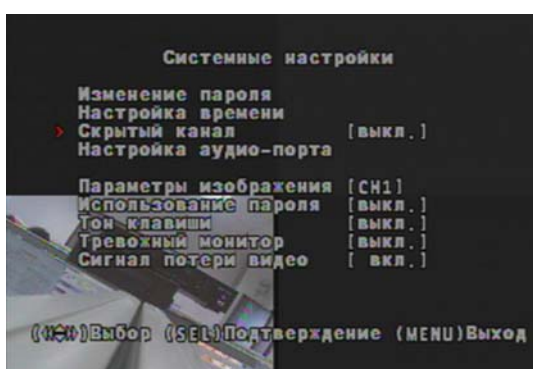 Системные настройки
Изменение пароля
Настройка времени
> Скрытый канал [выкл.]
Настройка аудио-порта
Параметры изображения [CH1]
Использование пароля [выкл.]
Тон клавиши [выкл.]
Тревожный монитор [выкл.]
Сигнал потери видео [ вкл.]
()Выбор (SEL)Подтверждение (MENU)Выход